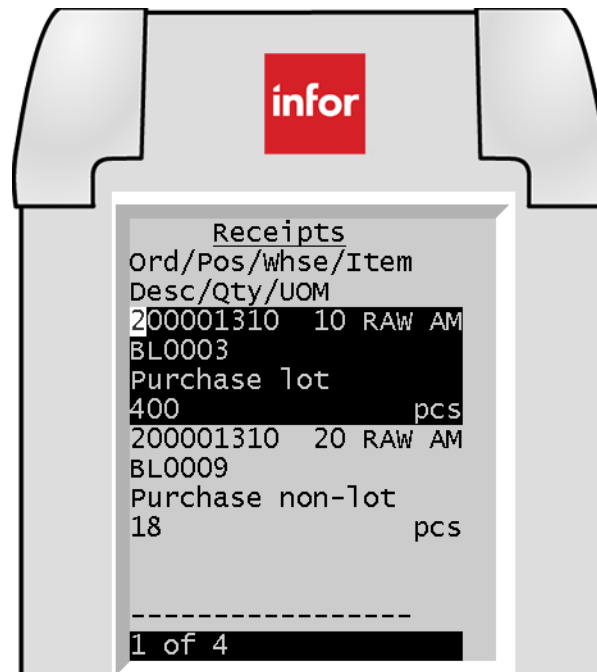 infor
Receipts
Ord/Pos/Whse/Item
Desc/Qty/UOM
200001310 10 RAW AM
BL0003
Purchase lot
400 pcs
200001310 20 RAW AM
BL0009
Purchase non-lot
18 pcs
------------------
1 of 4